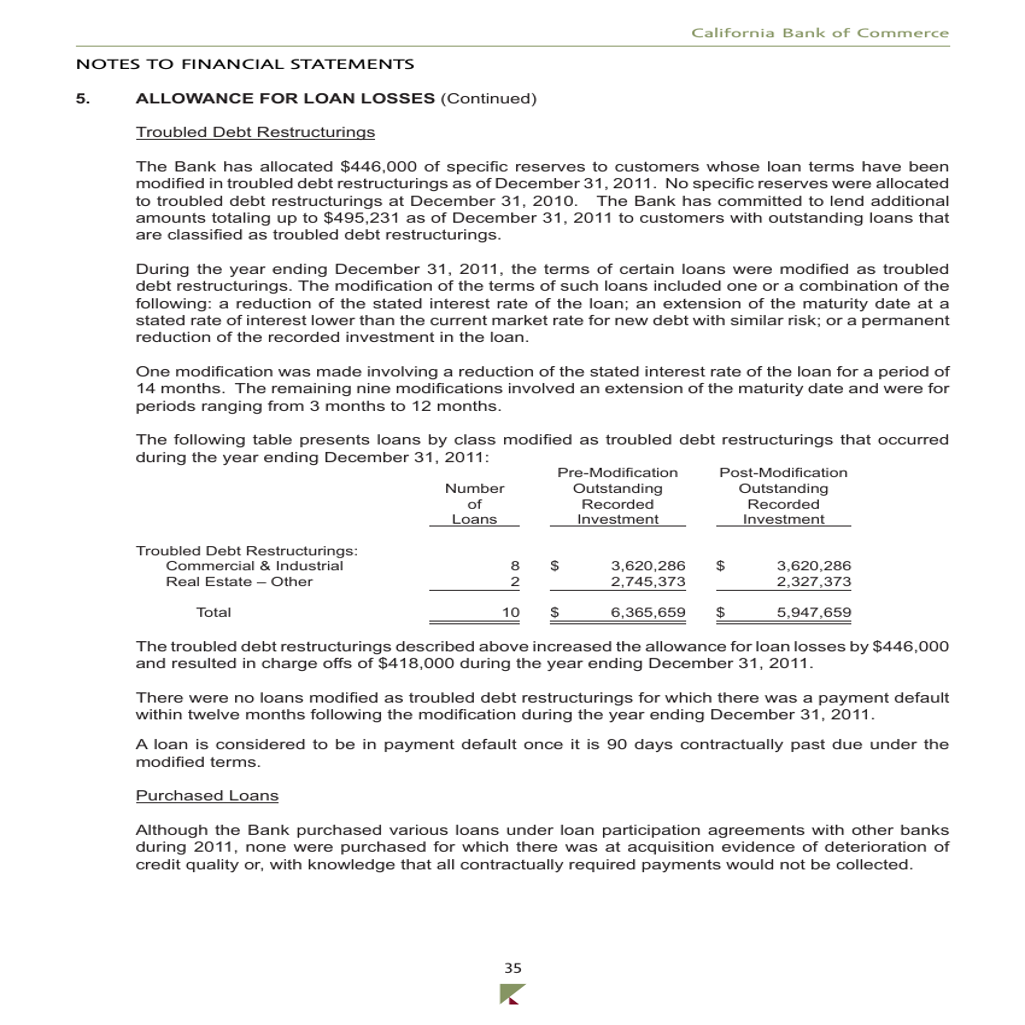 California Bank of Commerce
NOTES TO FINANCIAL STATEMENTS
5. ALLOWANCE FOR LOAN LOSSES (Continued)
Troubled Debt Restructurings
The Bank has allocated $446,000 of specific reserves to customers whose loan terms have been
modified in troubled debt restructurings as of December 31, 2011. No specific reserves were allocated
to troubled debt restructurings at December 31, 2010. The Bank has committed to lend additional
amounts totaling up to $495,231 as of December 31, 2011 to customers with outstanding loans that
are classified as troubled debt restructurings.
During the year ending December 31, 2011, the terms of certain loans were modified as troubled
debt restructurings. The modification of the terms of such loans included one or a combination of the
following: a reduction of the stated interest rate of the loan; an extension of the maturity date at a
stated rate of interest lower than the current market rate for new debt with similar risk; or a permanent
reduction of the recorded investment in the loan.
One modification was made involving a reduction of the stated interest rate of the loan for a period of
14 months. The remaining nine modifications involved an extension of the maturity date and were for
periods ranging from 3 months to 12 months.
The following table presents loans by class modified as troubled debt restructurings that occurred
during the year ending December 31, 2011:
Pre-Modification Post-Modification
Number Outstanding Outstanding
of Recorded Recorded
Loans Investment Investment
Troubled Debt Restructurings:
Commercial & Industrial 8 $ 3,620,286 $ 3,620,286
Real Estate – Other 2 2,745,373 2,327,373
Total 10 $ 6,365,659 $ 5,947,659
The troubled debt restructurings described above increased the allowance for loan losses by $446,000
and resulted in charge offs of $418,000 during the year ending December 31, 2011.
There were no loans modified as troubled debt restructurings for which there was a payment default
within twelve months following the modification during the year ending December 31, 2011.
A loan is considered to be in payment default once it is 90 days contractually past due under the
modified terms.
Purchased Loans
Although the Bank purchased various loans under loan participation agreements with other banks
during 2011, none were purchased for which there was at acquisition evidence of deterioration of
credit quality or, with knowledge that all contractually required payments would not be collected.
35